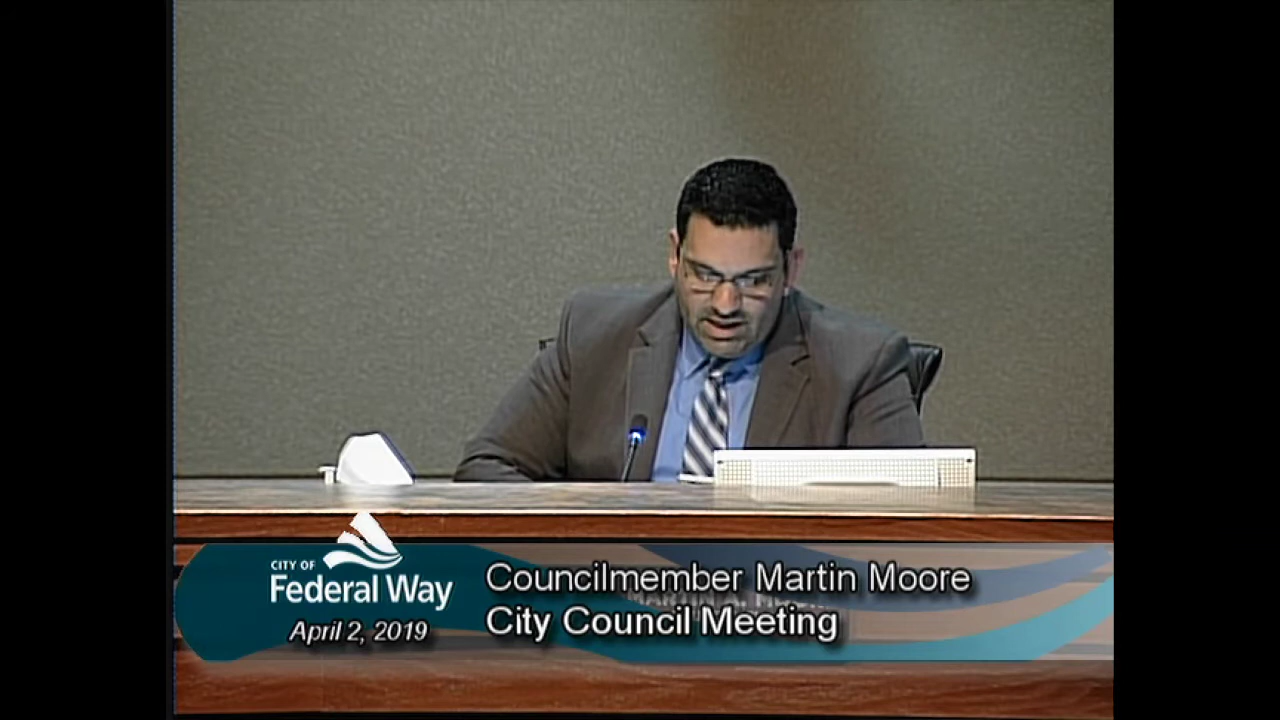 CITY OF
Federal Way
April 2, 2019
Councilmember Martin Moore
City Council Meeting